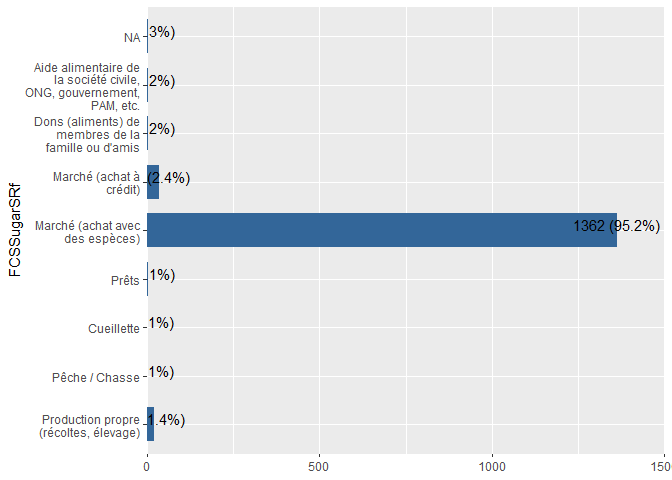 NA
3%)
Aide alimentaire de
la société civile,
ONG, gouvernement,
PAM, etc.
2%)
Dons (aliments) de
membres de la
famille ou d'amis
2%)
Marché (achat à
crédit)
(2.4%)
Marché (achat avec
des espèces)
1362 (95.2%)
Prêts
1%)
Cueillette
1%)
Pêche / Chasse
1%)
Production propre
(récoltes, élevage)
1.4%)
FCSSugarSRf
0
500
1000
150